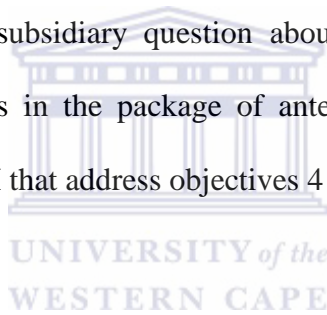 subsidiary question abou
s in the package of ante
that address objectives 4
UNIVERSITY of the
WESTERN CAPE